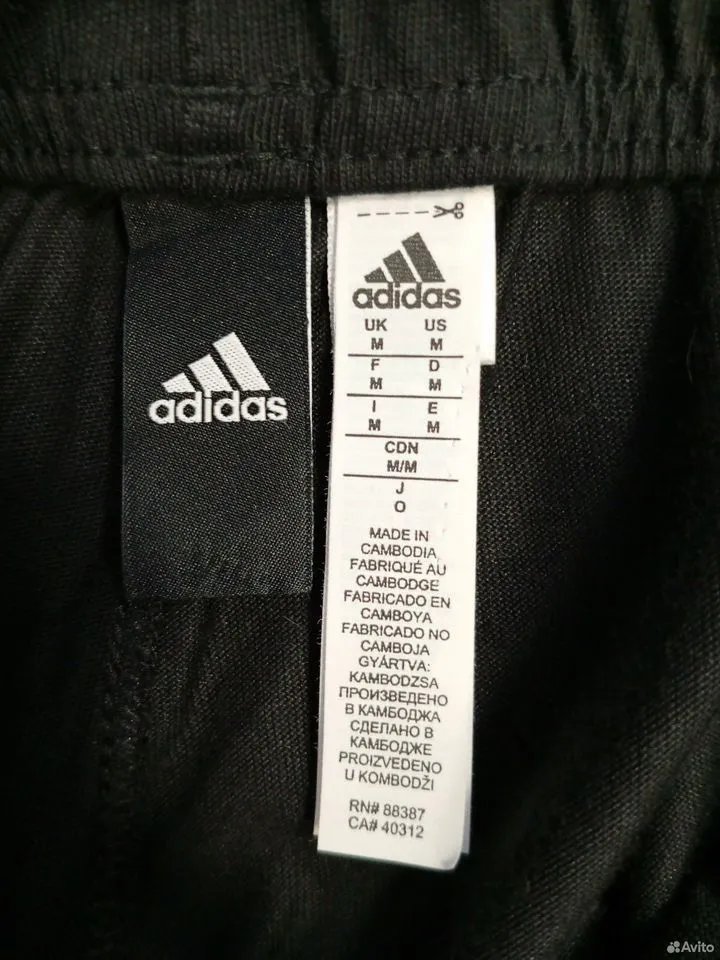 adidas
adidas
UK US
M M
F D
M M
I E
M M
CDN
M/M
J
O
MADE IN
CAMBODIA
FABRIQUÉ AU
CAMBODGE
FABRICADO EN
CAMBOYA
FABRICADO NO
CAMBOJA
GYÁRTVA:
KAMBODZSA
ПРОИЗВЕДЕНО
В КАМБОДЖА
СДЕЛАНО В
КАМБОДЖЕ
PROIZVEDENO
U KOMBODŽI
RN# 88387
CA# 40312
Avito